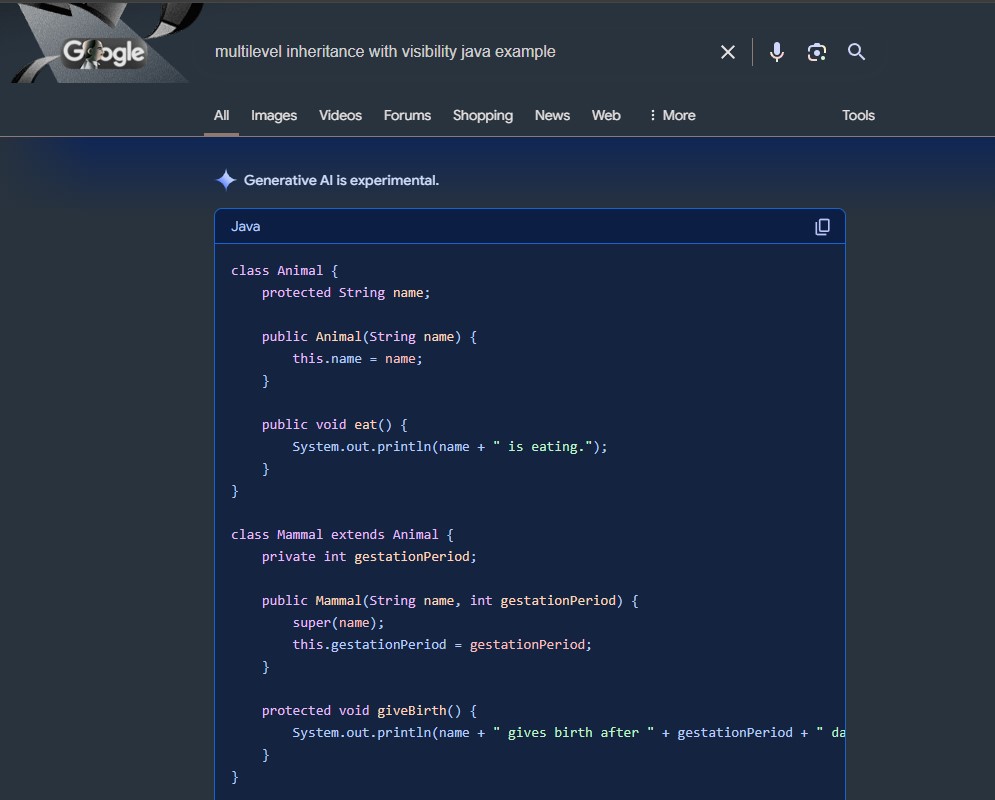 Google
multilevel inheritance with visibility java example
All Images Videos Forums Shopping News Web More Tools
Generative AI is experimental.
Java
class Animal {
    protected String name;
    public Animal(String name) {
        this.name = name;
    }
    public void eat() {
        System.out.println(name + " is eating.");
    }
}
class Mammal extends Animal {
    private int gestationPeriod;
    public Mammal(String name, int gestationPeriod) {
        super(name);
        this.gestationPeriod = gestationPeriod;
    }
    protected void giveBirth() {
        System.out.println(name + " gives birth after " + gestationPeriod + " da
    }
}